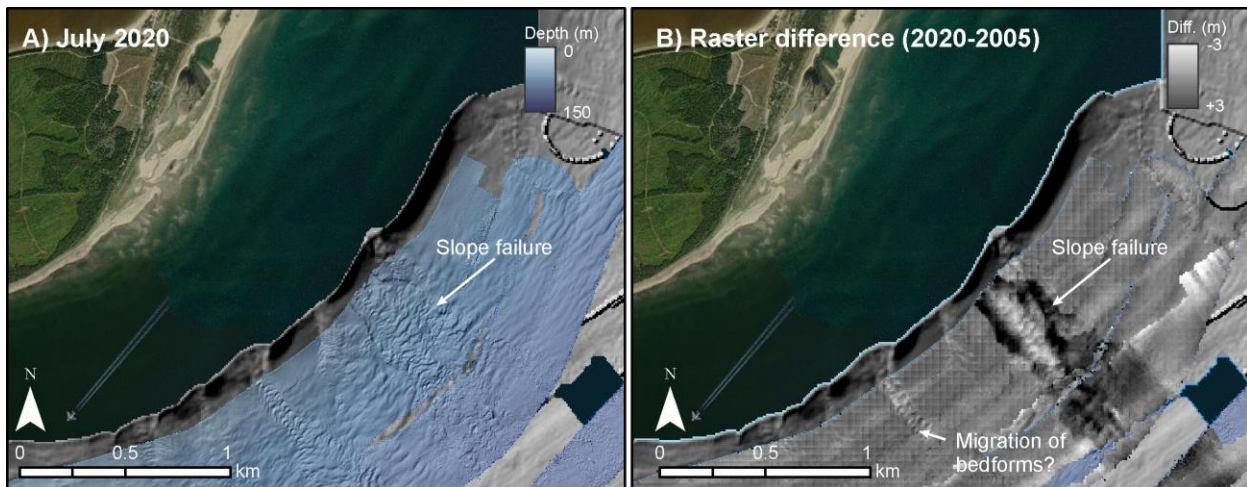 A) July 2020
Depth (m)
0
150
Slope failure
N
0 0.5 1
km
B) Raster difference (2020-2005)
Diff. (m)
-3
+3
Slope failure
Migration of
bedforms?
N
0 0.5 1
km